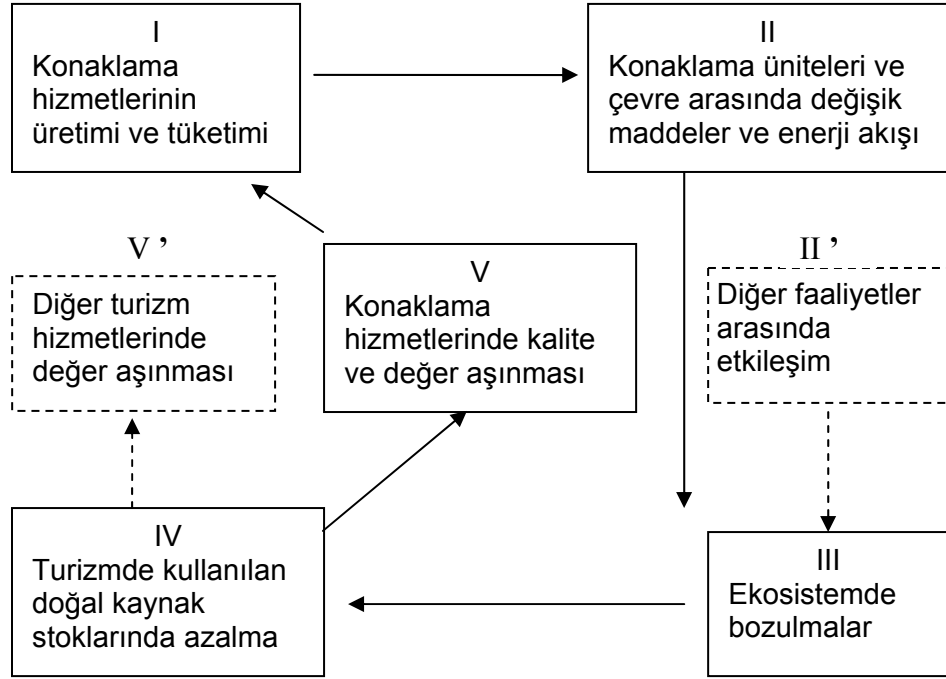 I
Konaklama
hizmetlerinin
üretimi ve tüketimi
II
Konaklama üniteleri ve
çevre arasında değişik
maddeler ve enerji akışı
V ’
Diğer turizm
hizmetlerinde
değer aşınması
V
Konaklama
hizmetlerinde kalite
ve değer aşınması
II ’
Diğer faaliyetler
arasında
etkileşim
IV
Turizmde kullanılan
doğal kaynak
stoklarında azalma
III
Ekosistemde
bozulmalar